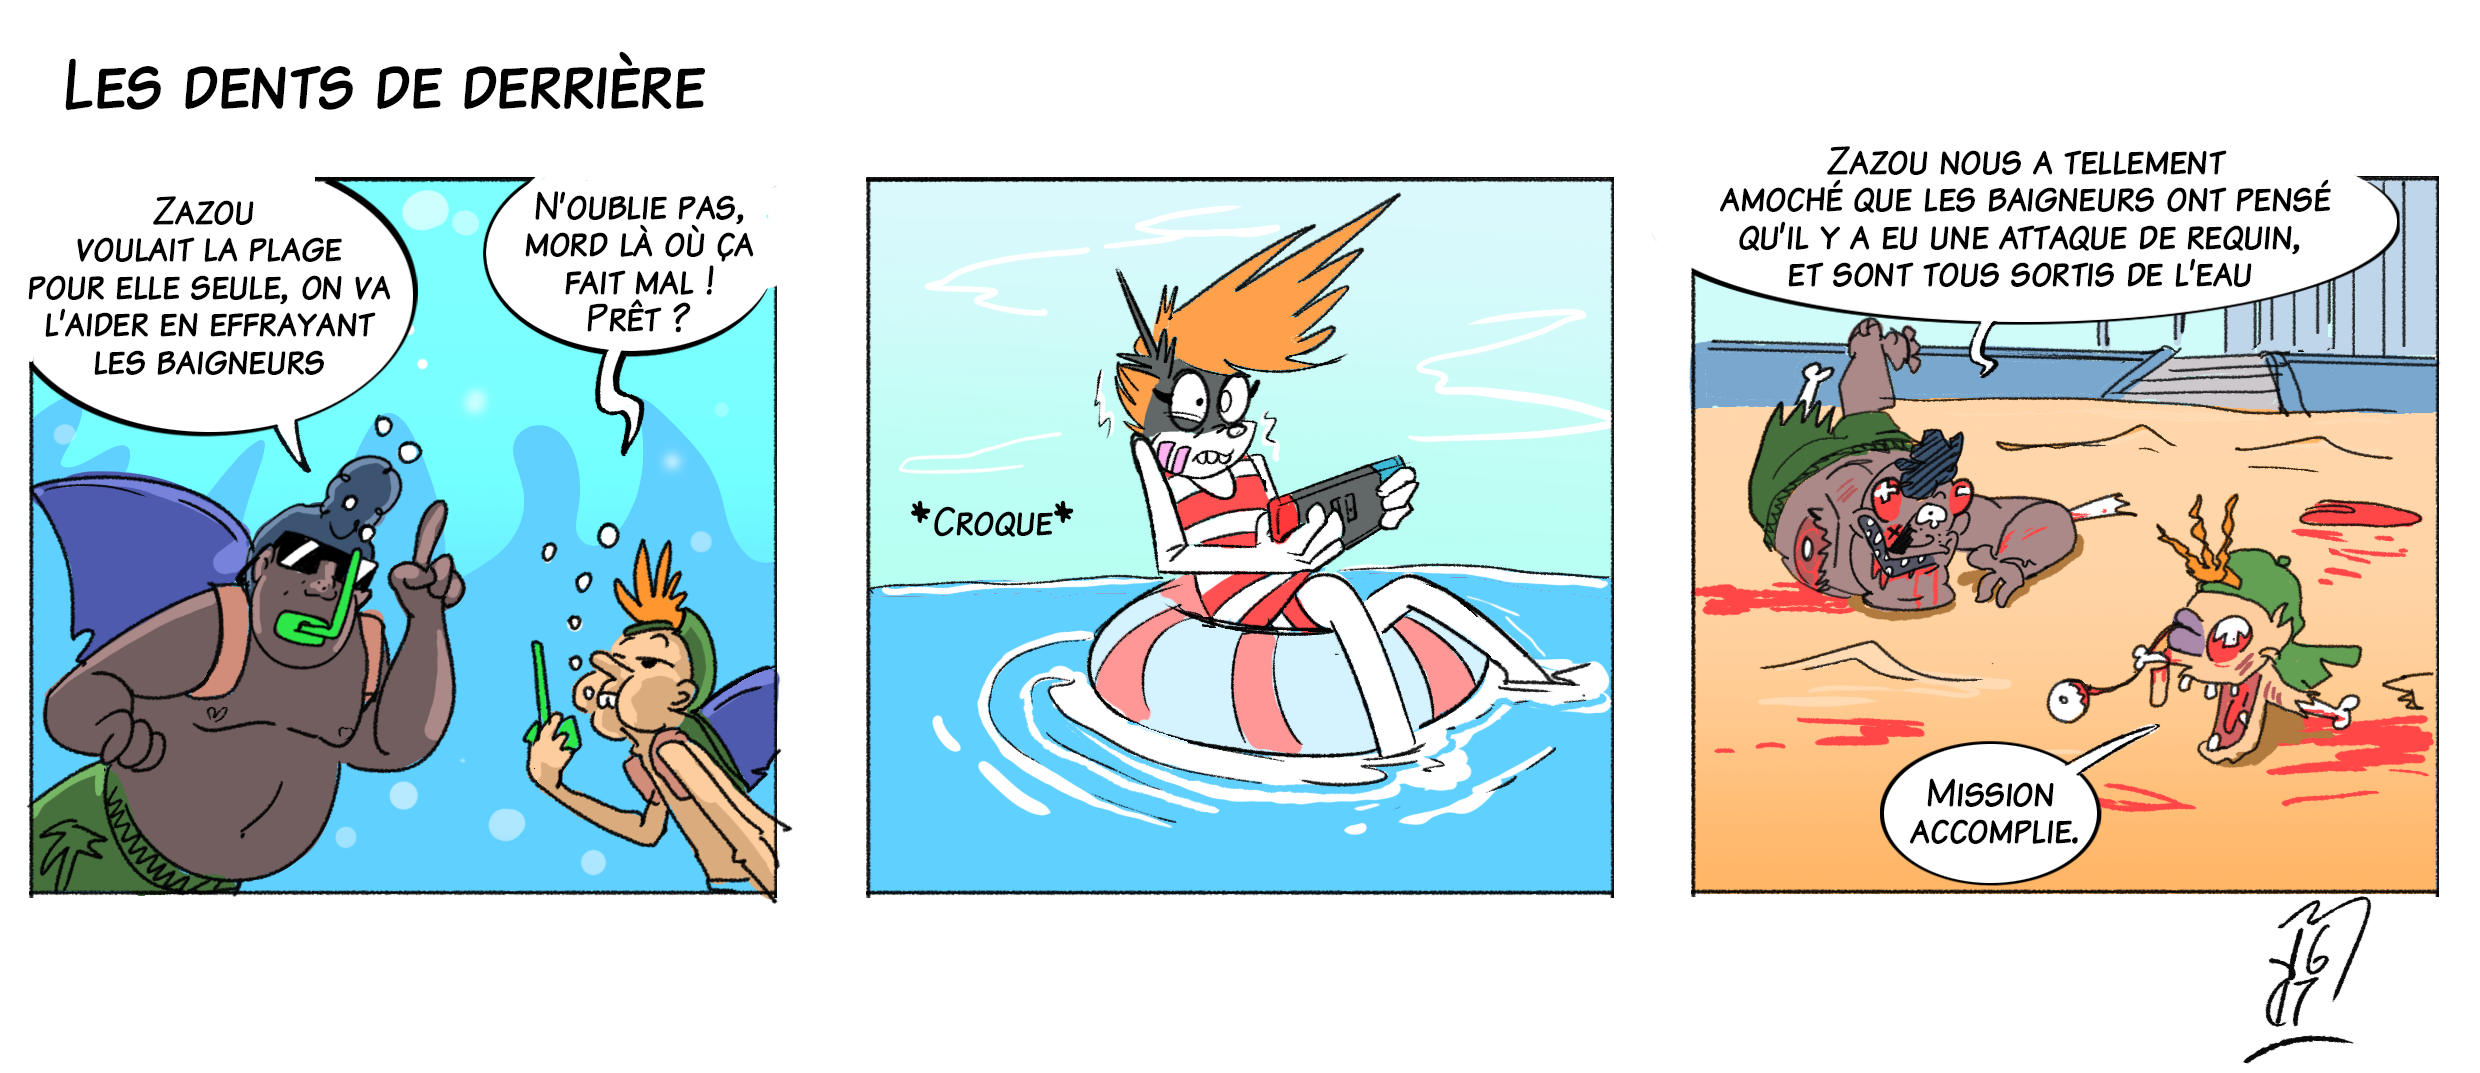 Les dents de derrière
Zazou
voulait la plage
pour elle seule, on va
l'aider en effrayant
les baigneurs
N'oublie pas,
mord là où ça
fait mal !
Prêt ?
*Croque*
Zazou nous a tellement
amoché que les baigneurs ont pensé
qu'il y a eu une attaque de requin,
et sont tous sortis de l'eau
Mission
accomplie.